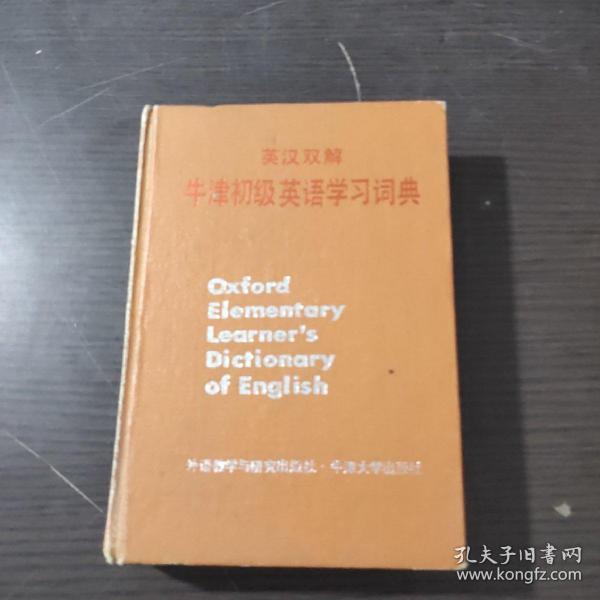 英汉双解
牛津初级英语学习词典
Oxford
Elementary
Learner's
Dictionary
of English
外语教学与研究出版社·牛津大学出版社
孔夫子旧书网
www.kongfz.com